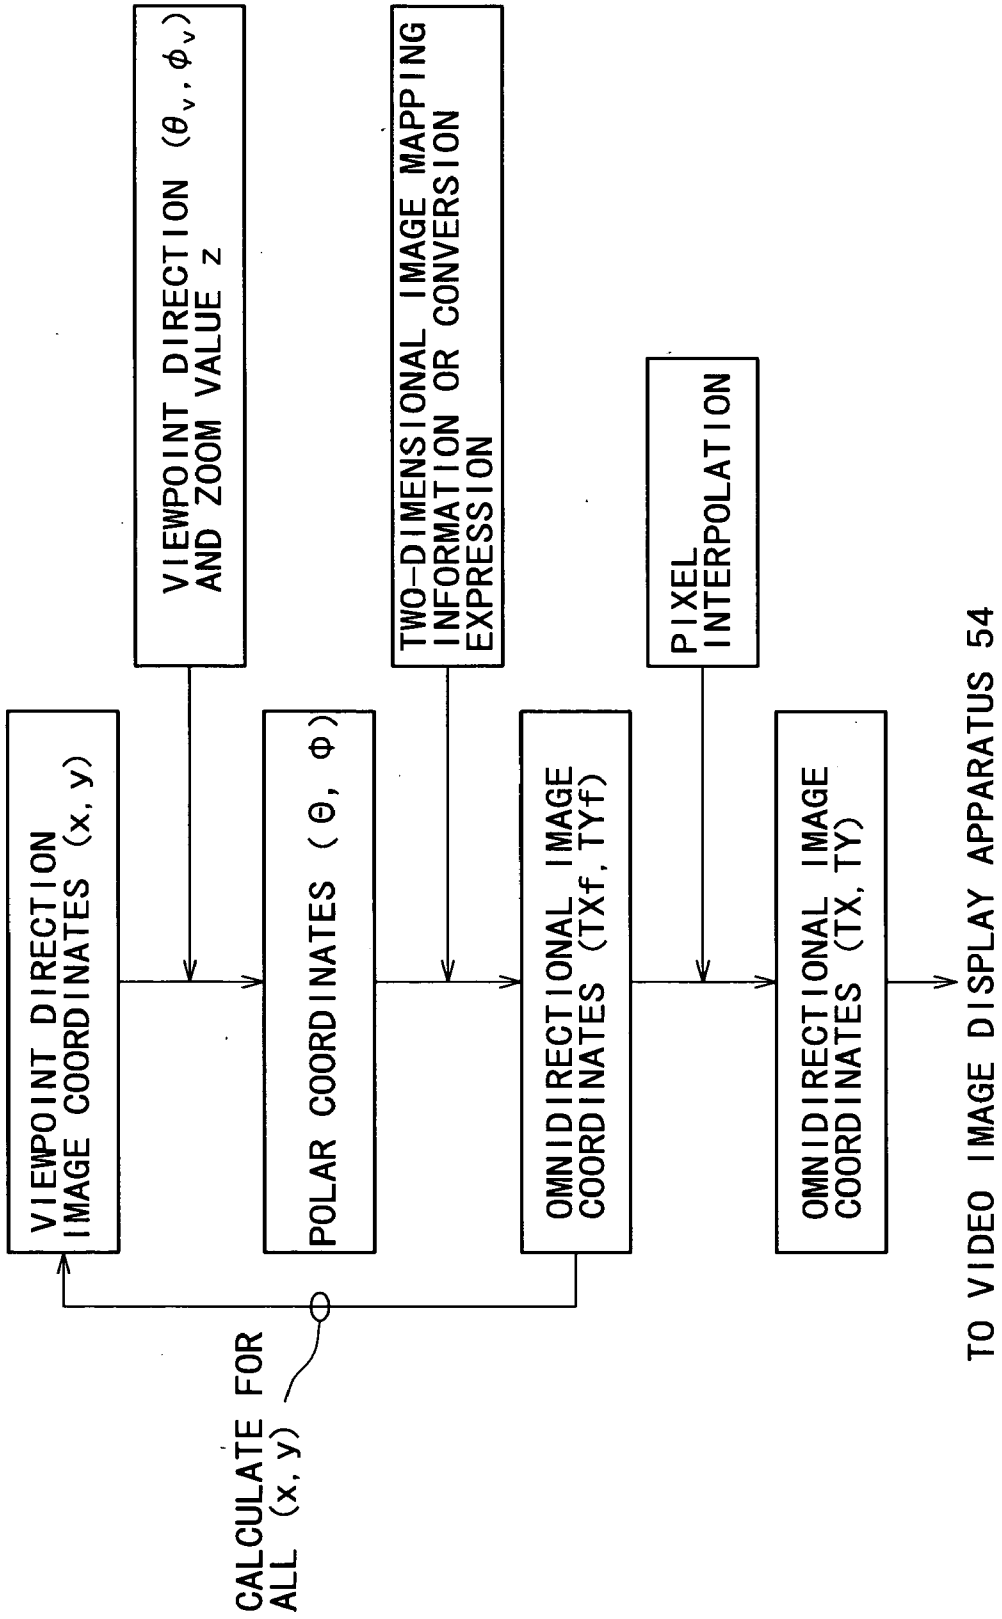 VIEWPOINT DIRECTION
IMAGE COORDINATES (x, y)
VIEWPOINT DIRECTION (θv, ϕv)
AND ZOOM VALUE z
POLAR COORDINATES (Θ, Φ)
TWO-DIMENSIONAL IMAGE MAPPING
INFORMATION OR CONVERSION
EXPRESSION
CALCULATE FOR
ALL (x, y)
OMNIDIRECTIONAL IMAGE
COORDINATES (TXf, TYf)
PIXEL
INTERPOLATION
OMNIDIRECTIONAL IMAGE
COORDINATES (TX, TY)
TO VIDEO IMAGE DISPLAY APPARATUS 54